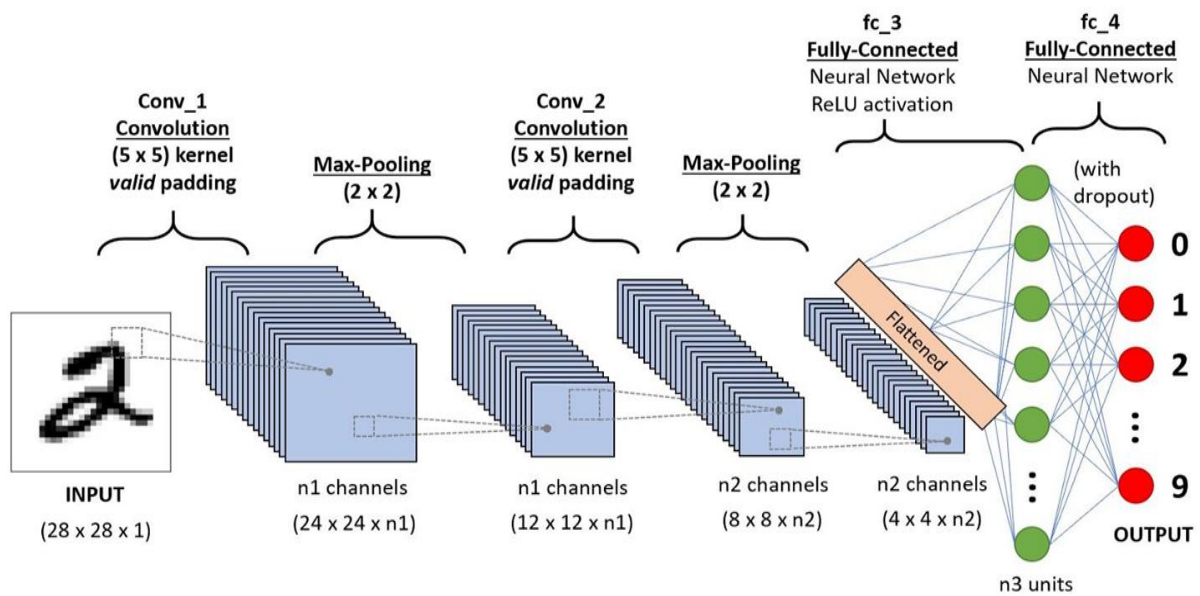 fc_3
Fully-Connected
Neural Network
ReLU activation
fc_4
Fully-Connected
Neural Network
Conv_1
Convolution
(5 x 5) kernel
valid padding
Max-Pooling
(2 x 2)
Conv_2
Convolution
(5 x 5) kernel
valid padding
Max-Pooling
(2 x 2)
(with
dropout)
Flattened
0
1
2
9
INPUT
(28 x 28 x 1)
n1 channels
(24 x 24 x n1)
n1 channels
(12 x 12 x n1)
n2 channels
(8 x 8 x n2)
n2 channels
(4 x 4 x n2)
OUTPUT
n3 units